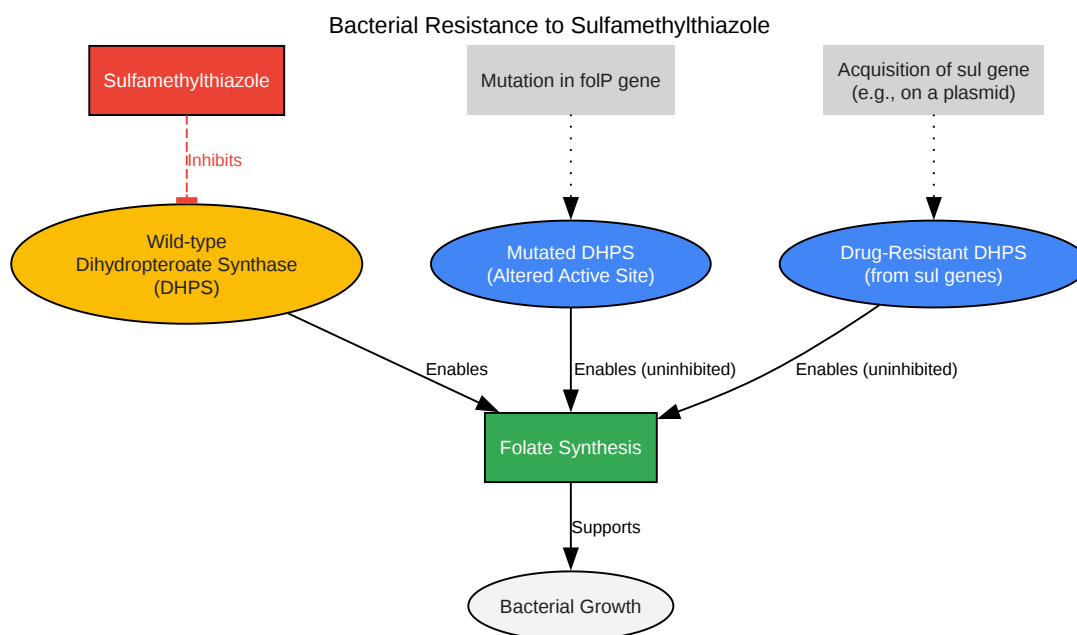 Bacterial Resistance to Sulfamethylthiazole
Sulfamethylthiazole
Mutation in folP gene
Acquisition of sul gene
(e.g., on a plasmid)
Inhibits
Wild-type
Dihydropteroate Synthase
(DHPS)
Mutated DHPS
(Altered Active Site)
Drug-Resistant DHPS
(from sul genes)
Enables
Enables (uninhibited)
Enables (uninhibited)
Folate Synthesis
Supports
Bacterial Growth